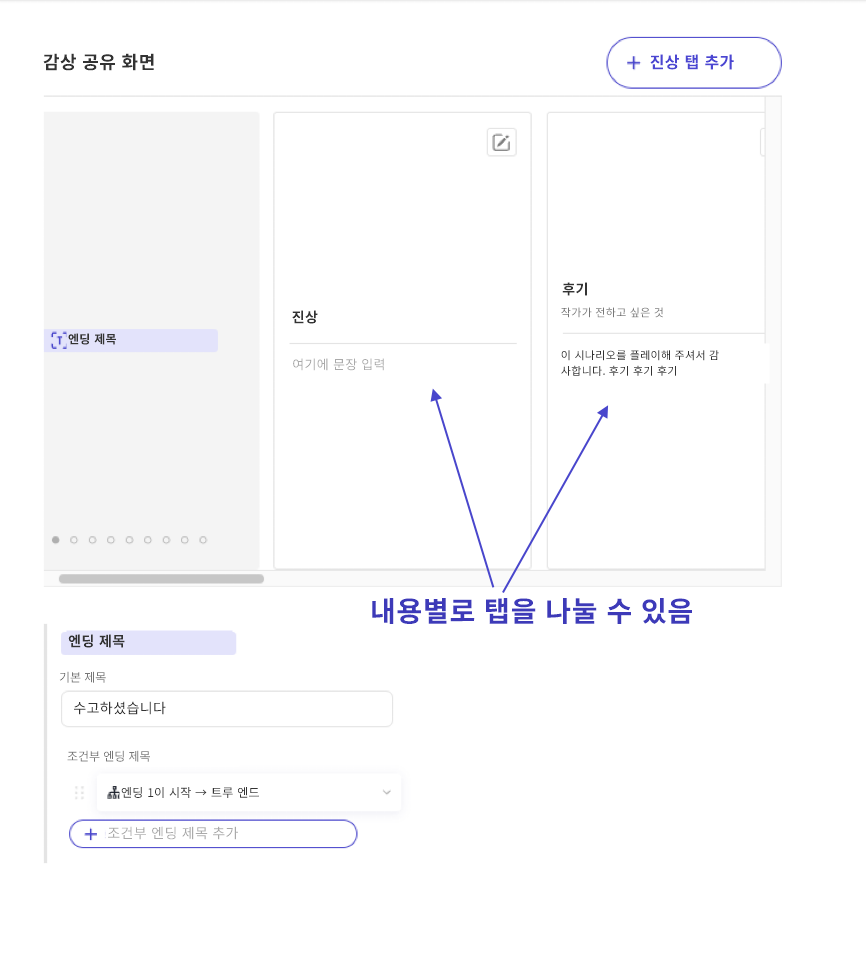 감상 공유 화면
+ 진상 탭 추가
T 엔딩 제목
진상
여기에 문장 입력
후기
작가가 전하고 싶은 것
이 시나리오를 플레이해 주셔서 감
사합니다. 후기 후기 후기
내용별로 탭을 나눌 수 있음
엔딩 제목
기본 제목
수고하셨습니다
조건부 엔딩 제목
엔딩 1이 시작 → 트루 엔드
+ 조건부 엔딩 제목 추가